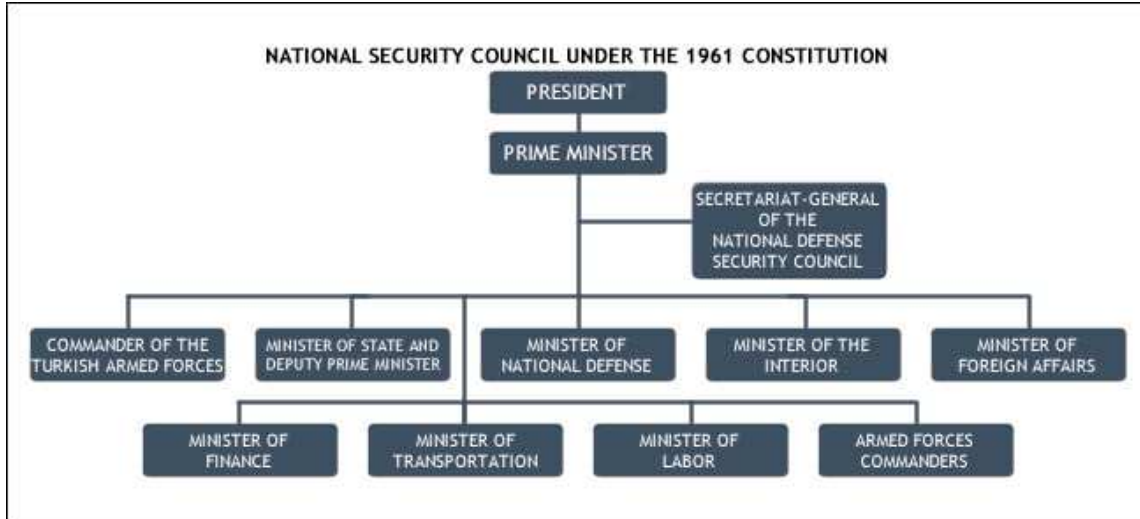 NATIONAL SECURITY COUNCIL UNDER THE 1961 CONSTITUTION
PRESIDENT
PRIME MINISTER
SECRETARIAT-GENERAL
OF THE
NATIONAL DEFENSE
SECURITY COUNCIL
COMMANDER OF THE
TURKISH ARMED FORCES
MINISTER OF STATE AND
DEPUTY PRIME MINISTER
MINISTER OF
NATIONAL DEFENSE
MINISTER OF THE
INTERIOR
MINISTER OF
FOREIGN AFFAIRS
MINISTER OF
FINANCE
MINISTER OF
TRANSPORTATION
MINISTER OF
LABOR
ARMED FORCES
COMMANDERS